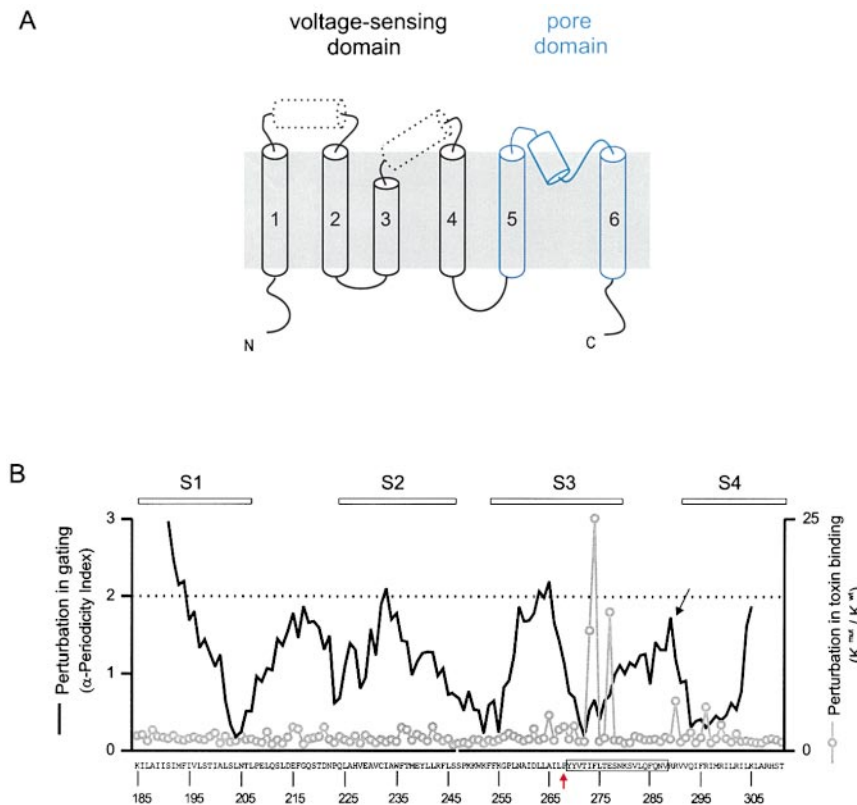 A
voltage-sensing domain
pore domain
1 2 3 4 5 6
N
C
B
S1 S2 S3 S4
Perturbation in gating
(α-Periodicity Index)
3
2
1
0
25
0
Perturbation in toxin binding
KILAIISIMFIVLSTIALSLNTLPELQSLDEFGQSTDNPQLAHVEAVCIAWFTMEYLLRFLSSPKKWKFFKGPLNAIDLLAILPYYVTIFLTESNKSVLQFQNVRRVVQIFRIMRILRILKLARHST
185 195 205 215 225 235 245 255 265 275 285 295 305